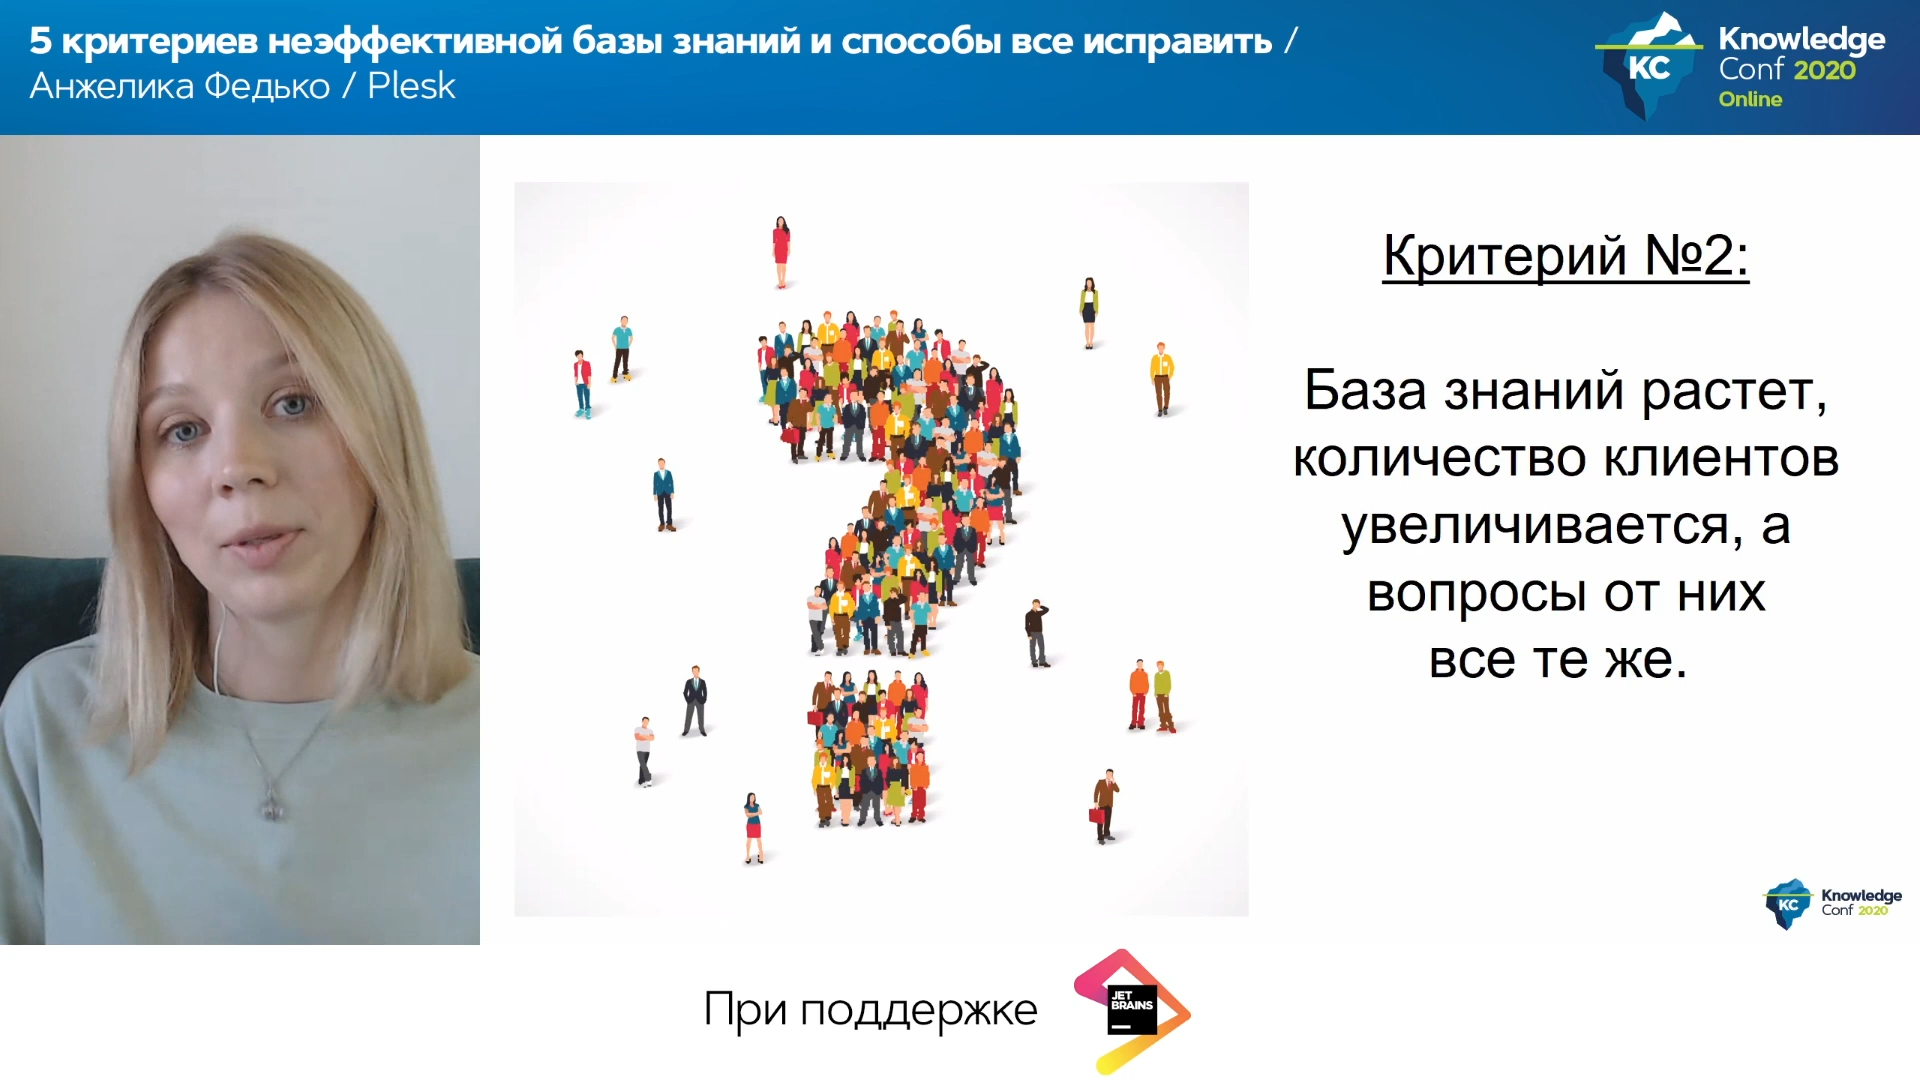 5 критериев неэффективной базы знаний и способы все исправить /
Анжелика Федько / Plesk
KC
Knowledge
Conf 2020
Online
Критерий №2:
База знаний растет,
количество клиентов
увеличивается, а
вопросы от них
все те же.
KC
Knowledge
Conf 2020
При поддержке
JET
BRAINS